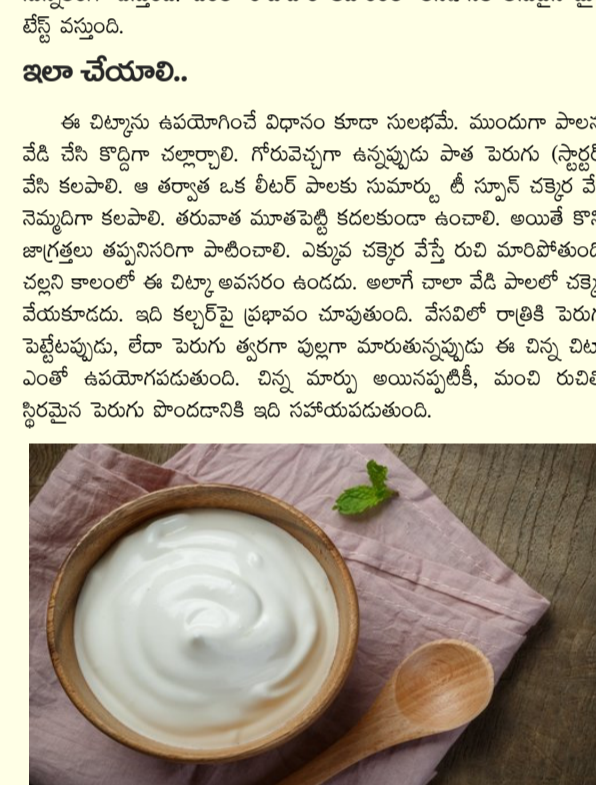 టేస్ట్ వస్తుంది.
ఇలా చేయాలి..
ఈ చిట్కాను ఉపయోగించే విధానం కూడా సులభమే. ముందుగా
వేడి చేసి కొద్దిగా చల్లార్చాలి. గోరువెచ్చగా ఉన్నప్పుడు పాత పెరుగు
వేసి కలపాలి. ఆ తర్వాత ఒక లీటర్ పాలకు సుమార్కు టీ స్పూన్ చక్కెర
నెమ్మదిగా కలపాలి. తరువాత మూతపెట్టి కదలకుండా ఉంచాలి. అయితే
జాగ్రత్తలు తప్పనిసరిగా పాటించాలి. ఎక్కువ చక్కెర వేస్తే రుచి
చల్లని కాలంలో ఈ చిట్కా అవసరం ఉండదు. అలాగే చాలా వేడి పాలలో
వేయకూడదు. ఇది కల్చర్‌పై ప్రభావం చూపుతుంది. వేసవిలో రాత్రికి
పెట్టేటప్పుడు, లేదా పెరుగు త్వరగా పుల్లగా మారుతున్నప్పుడు ఈ చిన్న
ఎంతో ఉపయోగపడుతుంది. చిన్న మార్పు అయినప్పటికీ, మంచి
స్థిరమైన పెరుగు పొందడానికి ఇది సహాయపడుతుంది.